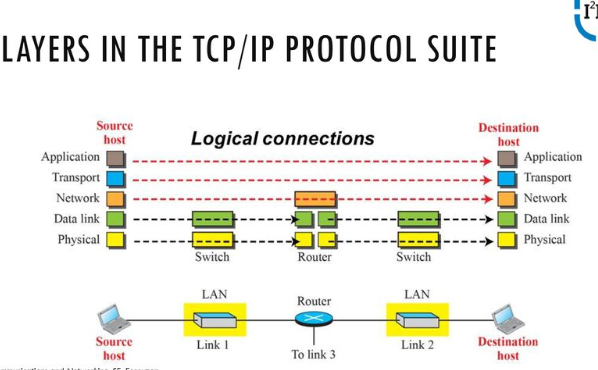 I²
LAYERS IN THE TCP/IP PROTOCOL SUITE
Source host
Logical connections
Destination host
Application
Application
Transport
Transport
Network
Network
Data link
Data link
Physical
Physical
Switch
Router
Switch
LAN
Router
LAN
Source host
Link 1
To link 3
Link 2
Destination host